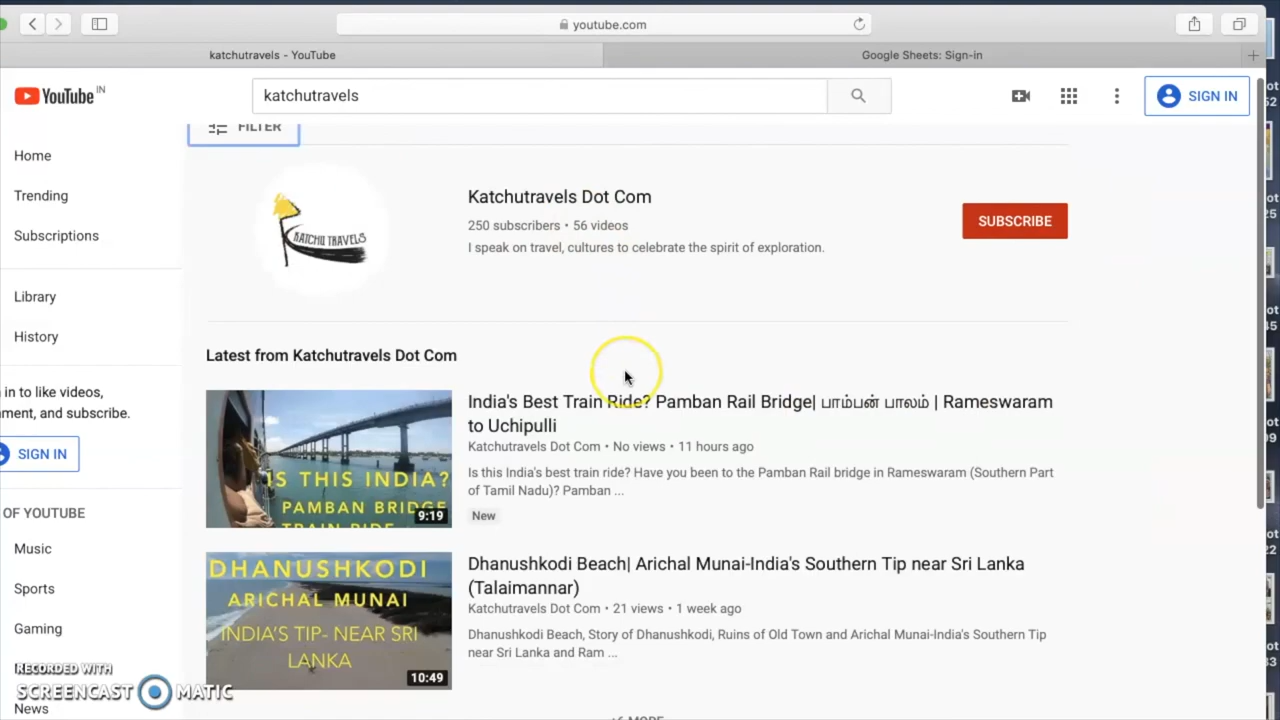 youtube.com
katchutravels - YouTube
Google Sheets: Sign-in
YouTube IN
katchutravels
SIGN IN
FILTER
Home
Trending
Subscriptions
Library
History
in to like videos,
ment, and subscribe.
SIGN IN
OF YOUTUBE
Music
Sports
Gaming
News
KATCHU TRAVELS
Katchutravels Dot Com
250 subscribers • 56 videos
I speak on travel, cultures to celebrate the spirit of exploration.
SUBSCRIBE
Latest from Katchutravels Dot Com
IS THIS INDIA?
PAMBAN BRIDGE
TRAIN RIDE
9:19
India's Best Train Ride? Pamban Rail Bridge| பாம்பன் பாலம் | Rameswaram
to Uchipulli
Katchutravels Dot Com • No views • 11 hours ago
Is this India's best train ride? Have you been to the Pamban Rail bridge in Rameswaram (Southern Part
of Tamil Nadu)? Pamban ...
New
DHANUSHKODI
ARICHAL MUNAI
INDIA'S TIP- NEAR SRI
LANKA
10:49
Dhanushkodi Beach| Arichal Munai-India's Southern Tip near Sri Lanka
(Talaimannar)
Katchutravels Dot Com • 21 views • 1 week ago
Dhanushkodi Beach, Story of Dhanushkodi, Ruins of Old Town and Arichal Munai-India's Southern Tip
near Sri Lanka and Ram ...
+6 MORE
RECORDED WITH
SCREENCAST MATIC